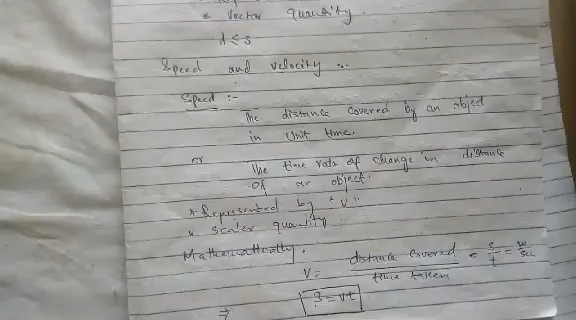 * Vector quantity.
d ≤ s
Speed and velocity
Speed :-
The distance covered by an object
in Unit time.
or
The time rate of change in distance
of an object.
* Represented by "v"
* Scaler quantity
Mathematically.
V = distance covered / time taken = s/t = m/sec
S = vt